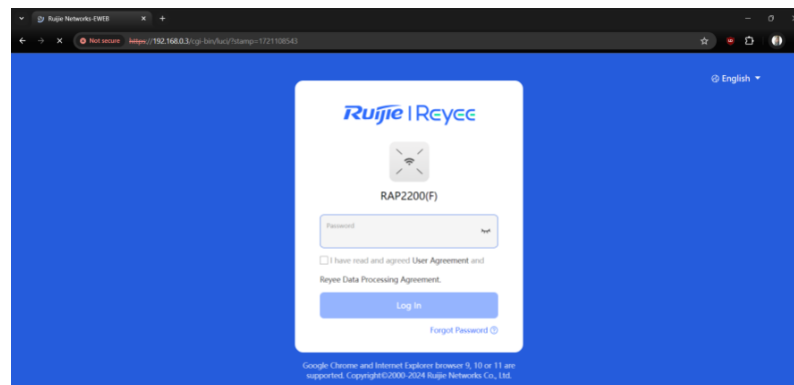 Ruijie Networks-EWEB
Not secure https://192.168.0.3/cgi-bin/luci/?stamp=1721108543
English
Ruijie | Reyee
RAP2200(F)
Password
I have read and agreed User Agreement and
Reyee Data Processing Agreement.
Log In
Forgot Password
Google Chrome and Internet Explorer browser 9, 10 or 11 are
supported. Copyright©2000-2024 Ruijie Networks Co., Ltd.